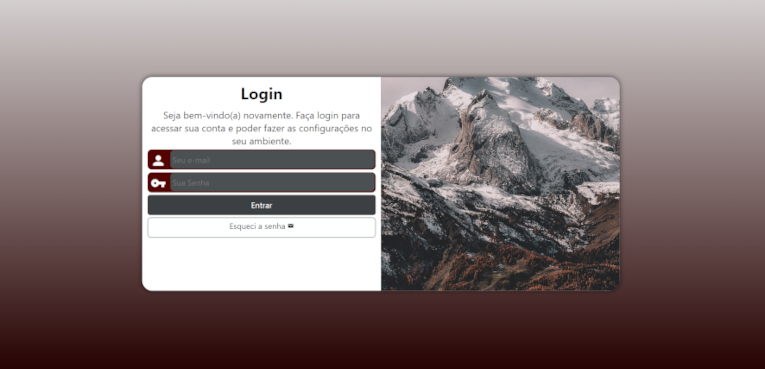 Login
Seja bem-vindo(a) novamente. Faça login para
acessar sua conta e poder fazer as configurações no
seu ambiente.
Seu e-mail
Sua Senha
Entrar
Esqueci a senha